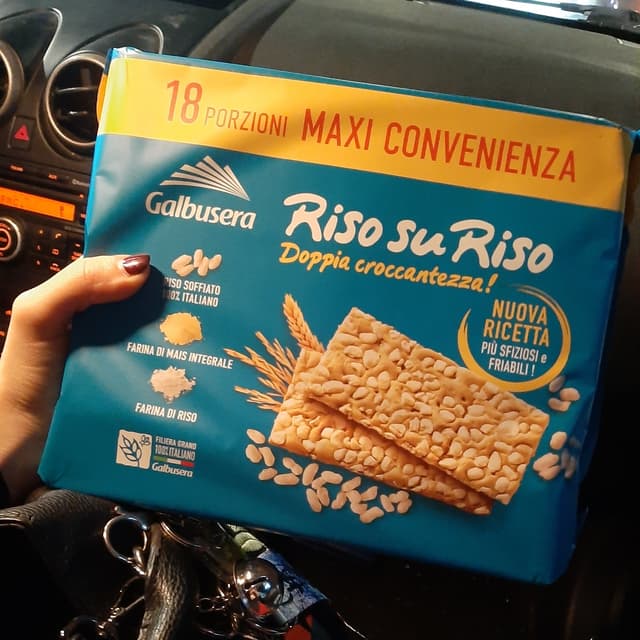 18 PORZIONI MAXI CONVENIENZA
Galbusera
Riso su Riso
Doppia croccantezza!
NUOVA
RICETTA
PIÙ SFIZIOSI e
FRIABILI !
RISO SOFFIATO
100% ITALIANO
FARINA DI MAIS INTEGRALE
FARINA DI RISO
FILIERA GRANO
100% ITALIANO
Galbusera